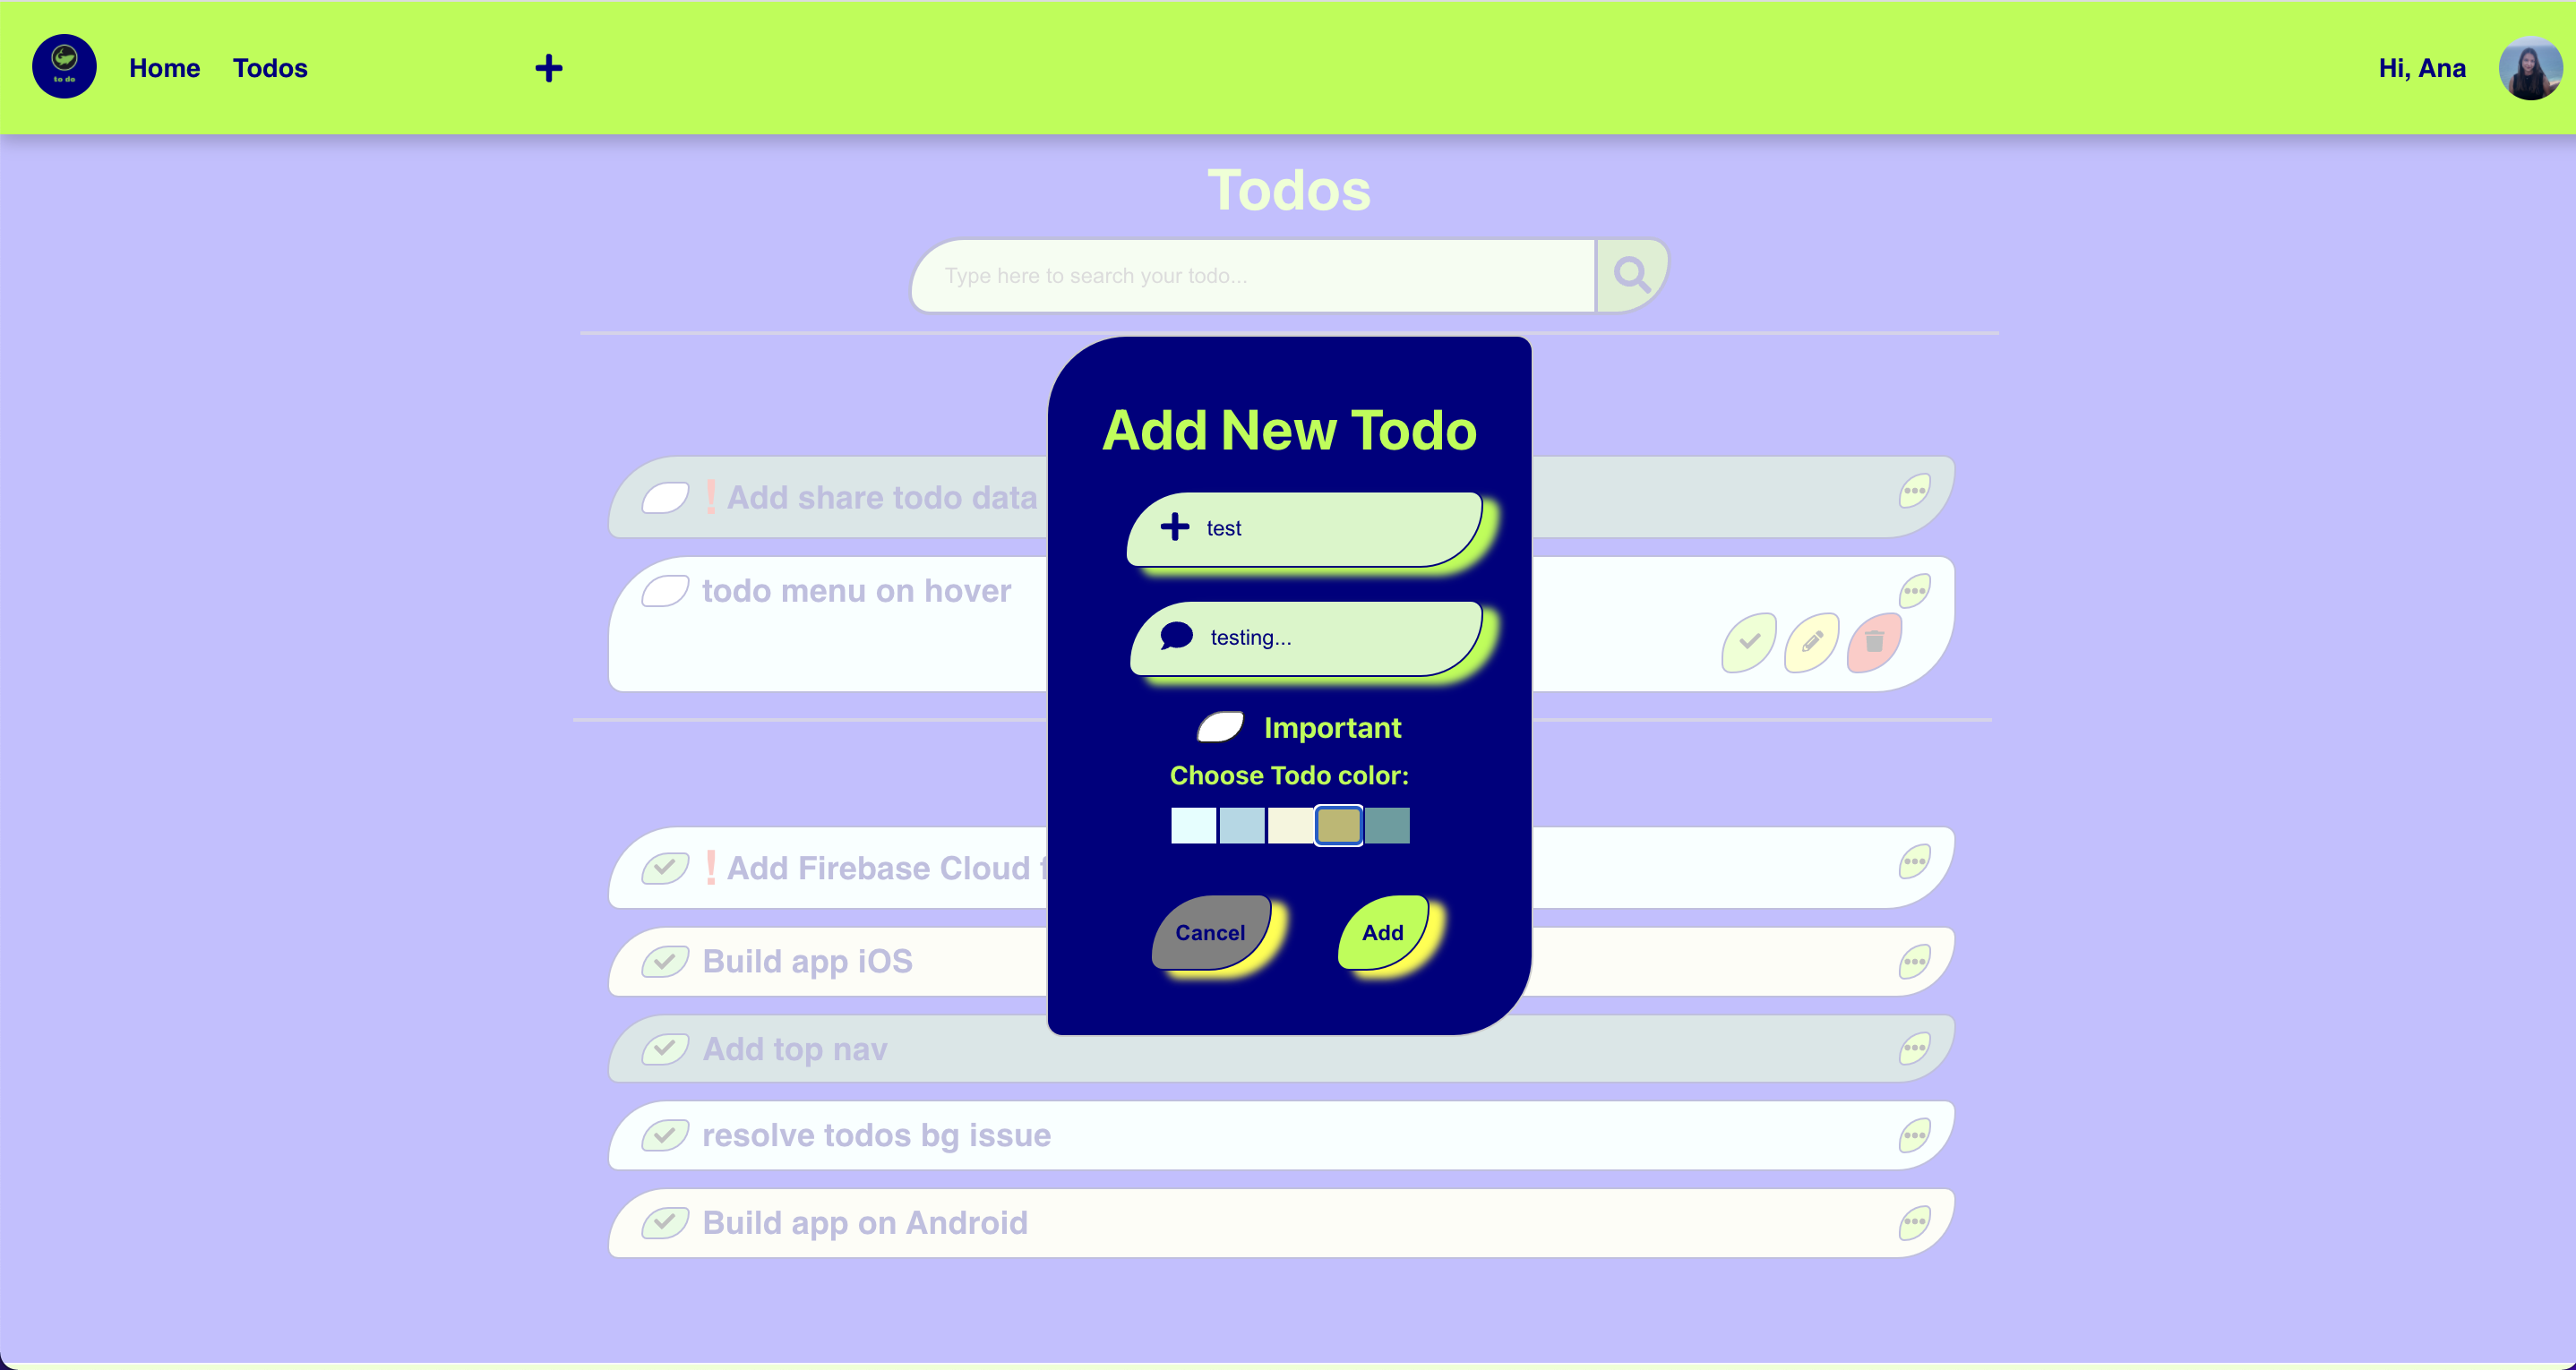 to do
Home
Todos
Hi, Ana
Todos
Type here to search your todo...
Add New Todo
test
testing...
Important
Choose Todo color:
Cancel
Add
! Add share todo data
todo menu on hover
! Add Firebase Cloud
Build app iOS
Add top nav
resolve todos bg issue
Build app on Android